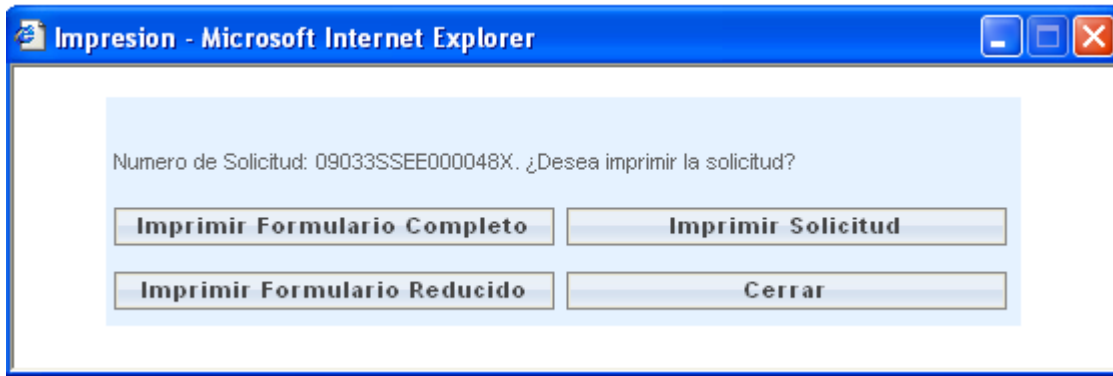 Impresion - Microsoft Internet Explorer
Numero de Solicitud: 09033SSEE000048X. ¿Desea imprimir la solicitud?
Imprimir Formulario Completo
Imprimir Solicitud
Imprimir Formulario Reducido
Cerrar